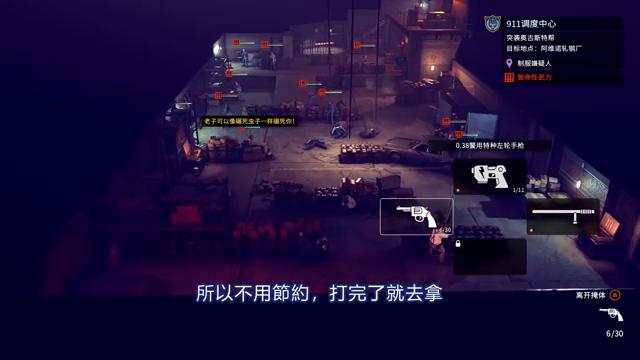 911调度中心
突袭奥古斯特帮
目标地点：阿维诺轧钢厂
制服嫌疑人
致命性武力
老子可以像碾死虫子一样碾死你！
0.38警用特种左轮手枪
1/11
6/30
所以不用節約，打完了就去拿
离开掩体
6/30